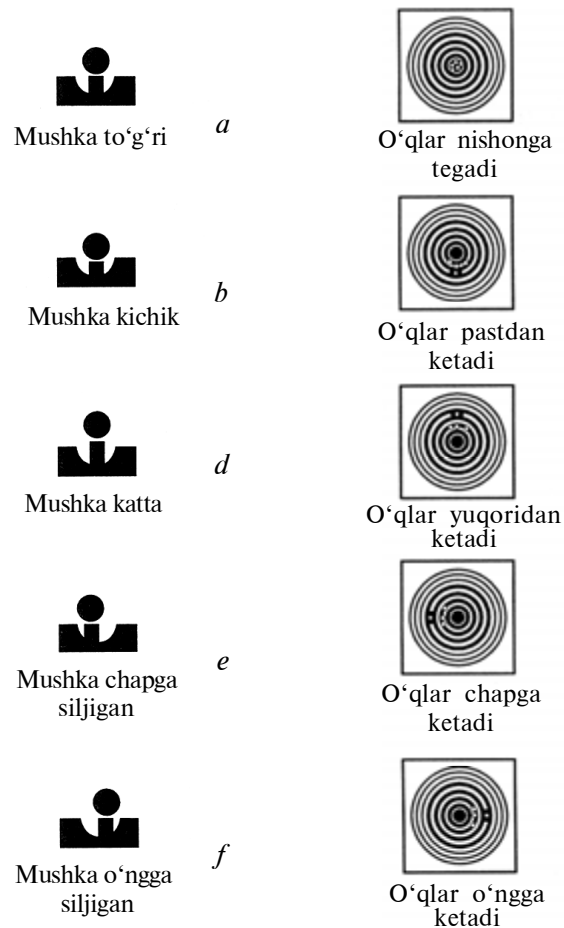 Mushka to‘g‘ri
a
O‘qlar nishonga
tegadi
Mushka kichik
b
O‘qlar pastdan
ketadi
Mushka katta
d
O‘qlar yuqoridan
ketadi
Mushka chapga
siljigan
e
O‘qlar chapga
ketadi
Mushka o‘ngga
siljigan
f
O‘qlar o‘ngga
ketadi